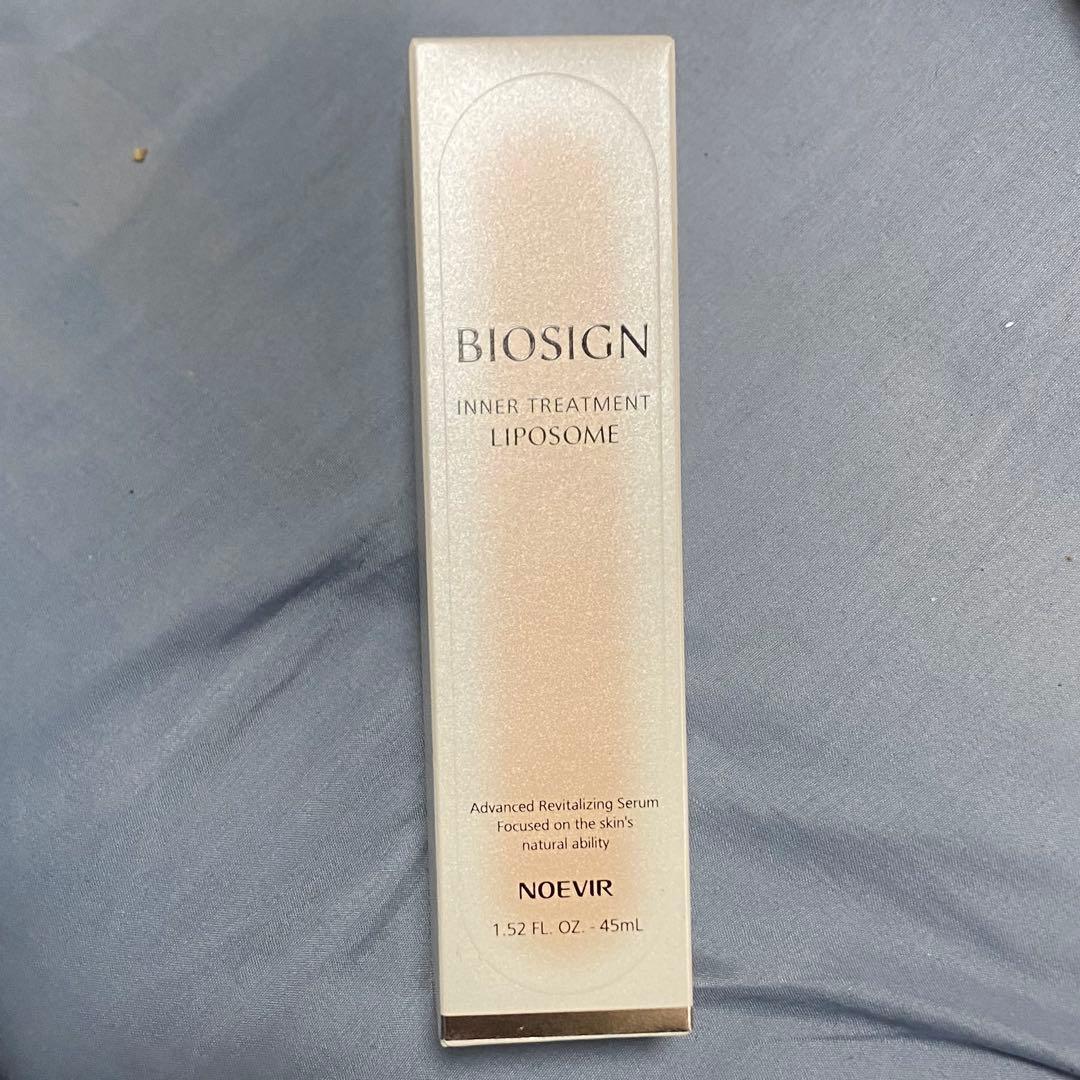 BIOSIGN
INNER TREATMENT
LIPOSOME
Advanced Revitalizing Serum
Focused on the skin's
natural ability
NOEVIR
1.52 FL. OZ. - 45mL